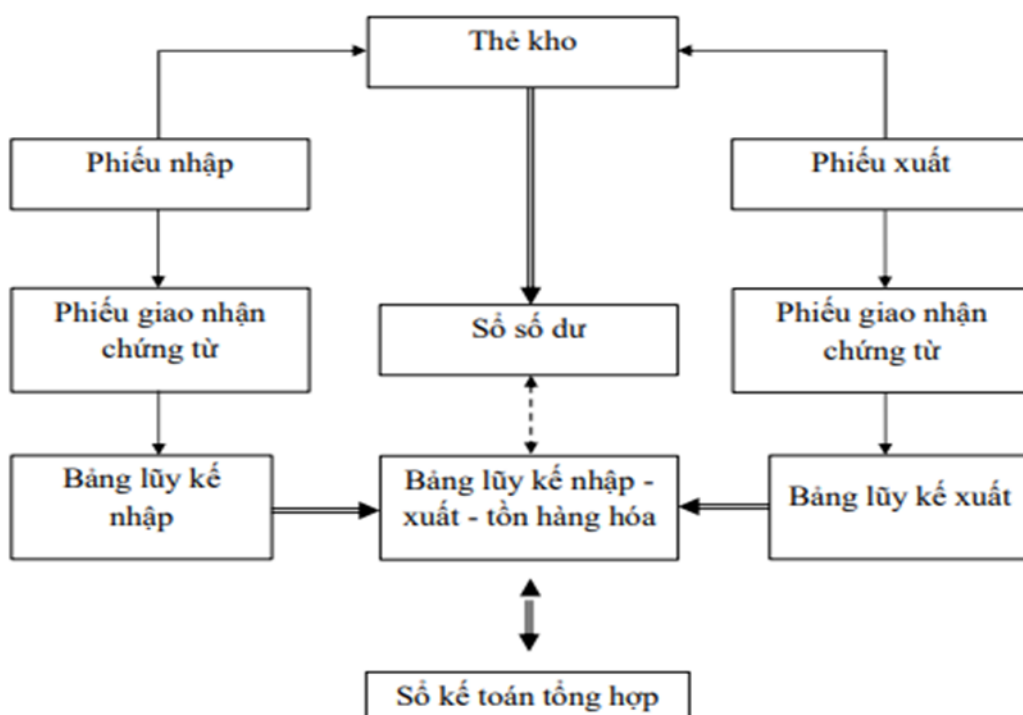 Thẻ kho
Phiếu nhập
Phiếu xuất
Phiếu giao nhận
chứng từ
Sổ số dư
Phiếu giao nhận
chứng từ
Bảng lũy kế
nhập
Bảng lũy kế nhập -
xuất - tồn hàng hóa
Bảng lũy kế xuất
Sổ kế toán tổng hợp